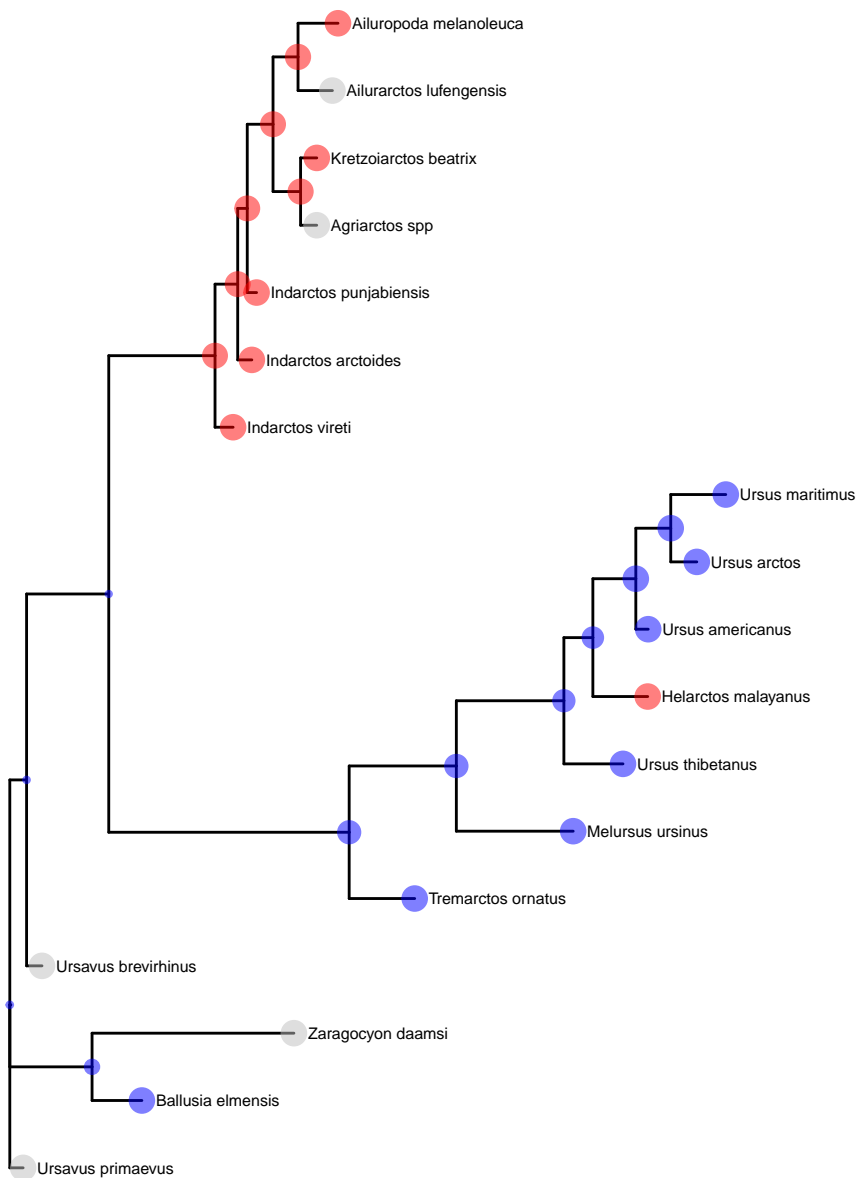 Ailuropoda melanoleuca
Ailurarctos lufengensis
Kretzoiarctos beatrix
Agriarctos spp
Indarctos punjabiensis
Indarctos arctoides
Indarctos vireti
Ursus maritimus
Ursus arctos
Ursus americanus
Helarctos malayanus
Ursus thibetanus
Melursus ursinus
Tremarctos ornatus
Ursavus brevirhinus
Zaragocyon daamsi
Ballusia elmensis
Ursavus primaevus